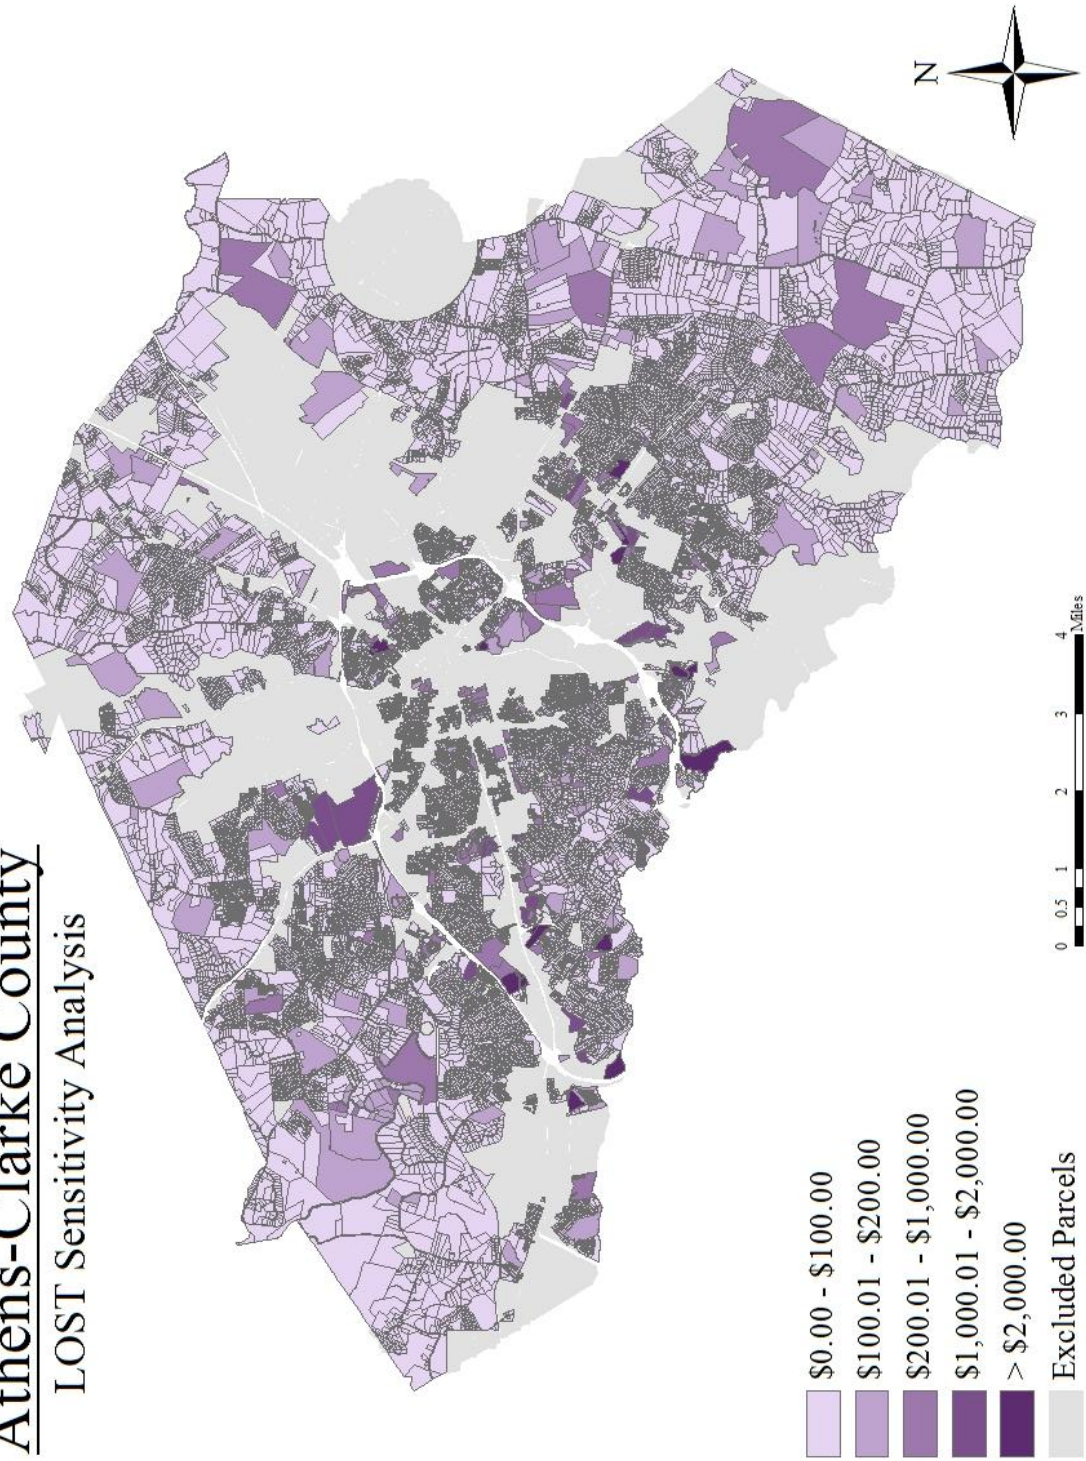 Athens-Clarke County
LOST Sensitivity Analysis
N
$0.00 - $100.00
$100.01 - $200.00
$200.01 - $1,000.00
$1,000.01 - $2,000.00
> $2,000.00
Excluded Parcels
0 0.5 1 2 3 4
Miles